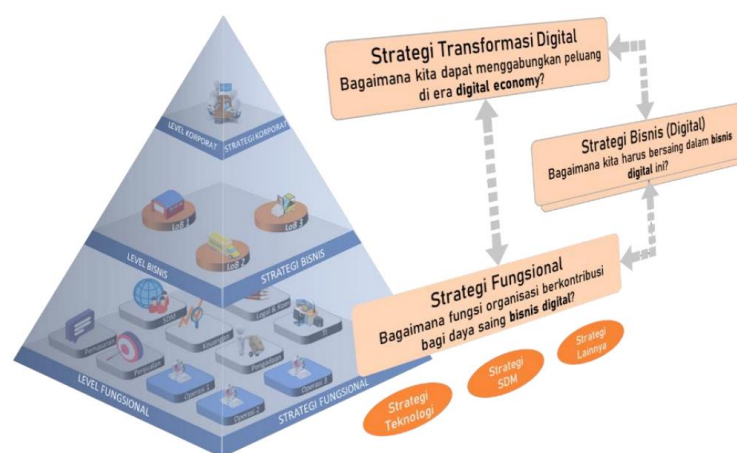 Strategi Transformasi Digital
Bagaimana kita dapat menggabungkan peluang
di era digital economy?
Strategi Bisnis (Digital)
Bagaimana kita harus bersaing dalam bisnis
digital ini?
Strategi Fungsional
Bagaimana fungsi organisasi berkontribusi
bagi daya saing bisnis digital?
Strategi
Teknologi
Strategi
SDM
Strategi
Lainnya
LEVEL KORPORAT
STRATEGI KORPORAT
LoB 1
LoB 2
LoB 3
LEVEL BISNIS
STRATEGI BISNIS
SDM
Legal &
TI
Pemasaran
Keuangan
Penjualan
Pengadaan
Operasi 1
Operasi 2
Operasi 3
LEVEL FUNGSIONAL
STRATEGI FUNGSIONAL